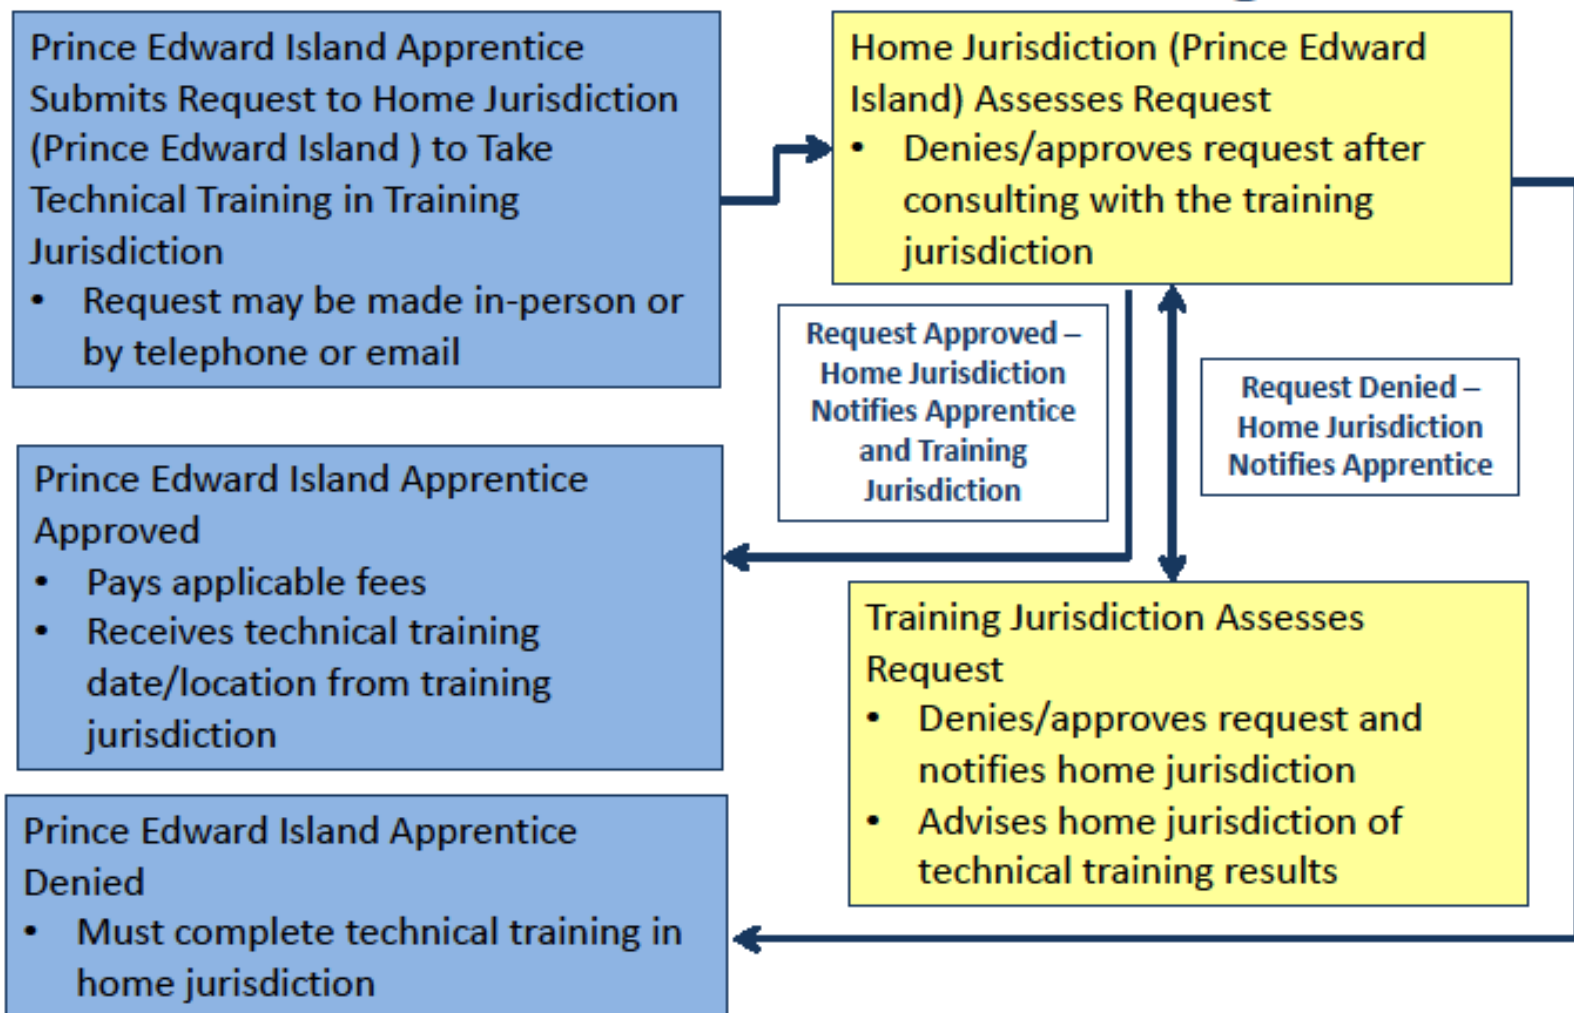 Prince Edward Island Apprentice
Submits Request to Home Jurisdiction
(Prince Edward Island ) to Take
Technical Training in Training
Jurisdiction
• Request may be made in-person or
by telephone or email
Home Jurisdiction (Prince Edward
Island) Assesses Request
• Denies/approves request after
consulting with the training
jurisdiction
Request Approved –
Home Jurisdiction
Notifies Apprentice
and Training
Jurisdiction
Request Denied –
Home Jurisdiction
Notifies Apprentice
Prince Edward Island Apprentice
Approved
• Pays applicable fees
• Receives technical training
date/location from training
jurisdiction
Training Jurisdiction Assesses
Request
• Denies/approves request and
notifies home jurisdiction
• Advises home jurisdiction of
technical training results
Prince Edward Island Apprentice
Denied
• Must complete technical training in
home jurisdiction